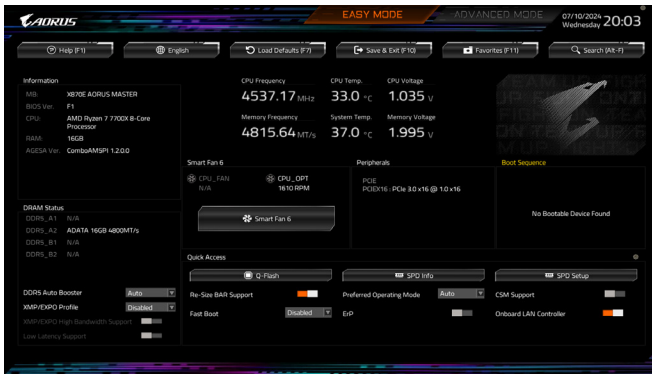 AORUS
EASY MODE
ADVANCED MODE
07/10/2024
Wednesday
20:03
Help (F1)
English
Load Defaults (F7)
Save & Exit (F10)
Favorites (F11)
Search (Alt-F)
Information
MB: X870E AORUS MASTER
BIOS Ver. F1
CPU: AMD Ryzen 7 7700X 8-Core
Processor
RAM: 16GB
AGESA Ver. ComboAM5PI 1.2.0.0
CPU Frequency
4537.17 MHz
CPU Temp.
33.0 °C
CPU Voltage
1.035 V
Memory Frequency
4815.64 MT/s
System Temp.
37.0 °C
Memory Voltage
1.995 V
Smart Fan 6
CPU_FAN
N/A
CPU_OPT
1610 RPM
Smart Fan 6
Peripherals
PCIE
PCIEX16 : PCIe 3.0 x16 @ 1.0 x16
Boot Sequence
No Bootable Device Found
DRAM Status
DDR5_A1 N/A
DDR5_A2 ADATA 16GB 4800MT/s
DDR5_B1 N/A
DDR5_B2 N/A
DDR5 Auto Booster Auto
XMP/EXPO Profile Disabled
XMP/EXPO High Bandwidth Support
Low Latency Support
Quick Access
Q-Flash
SPD Info
SPD Setup
Re-Size BAR Support
Preferred Operating Mode Auto
CSM Support
Fast Boot Disabled
ErP
Onboard LAN Controller